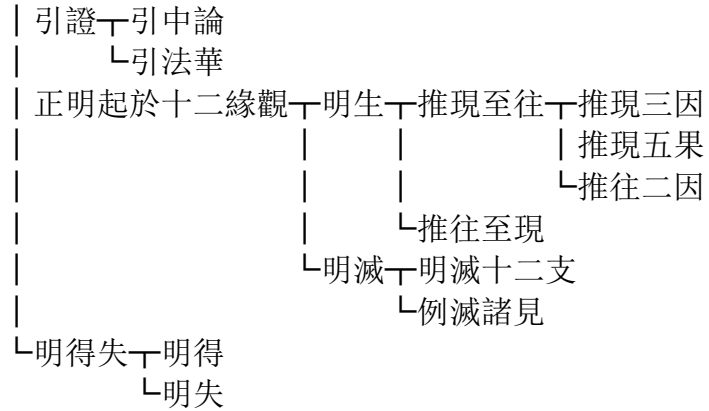 │引證┬引中論
│　　└引法華
│正明起於十二緣觀┬明生┬推現至往┬推現三因
│　　　　　　　　│　　│　　　　│推現五果
│　　　　　　　　│　　│　　　　└推往二因
│　　　　　　　　│　　└推往至現
│　　　　　　　　└明滅┬明滅十二支
│　　　　　　　　　　　└例滅諸見
└明得失┬明得
　　　　└明失